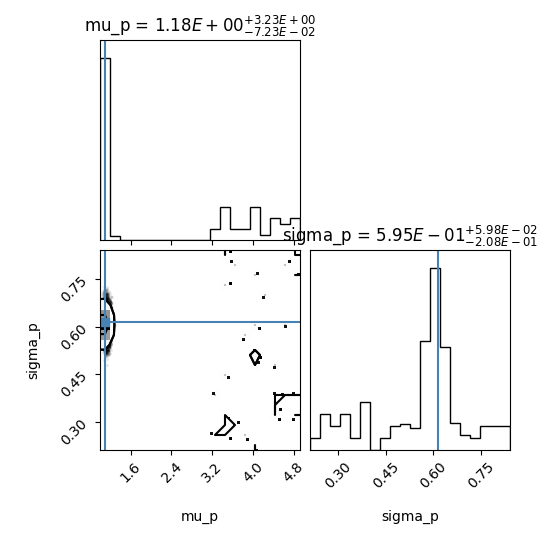 mu_p = 1.18E+00+3.23E+00 −7.23E−02
sigma_p = 5.95E−01+5.98E−02 −2.08E−01
0.75
0.60
0.45
0.30
sigma_p
1.6 2.4 3.2 4.0 4.8
0.30 0.45 0.60 0.75
mu_p
sigma_p